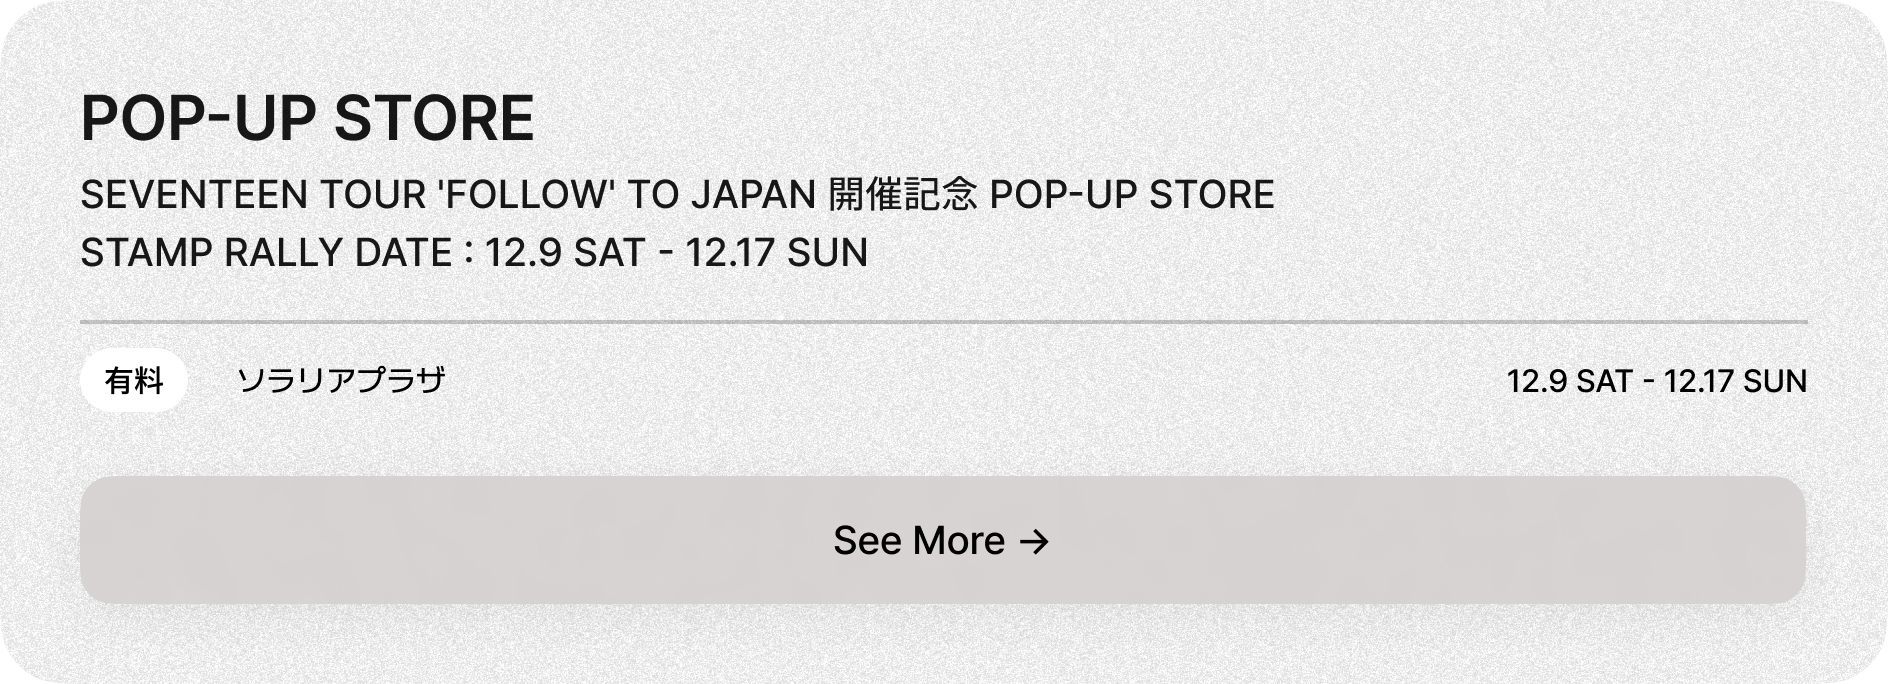 POP-UP STORE
SEVENTEEN TOUR 'FOLLOW' TO JAPAN 開催記念 POP-UP STORE
STAMP RALLY DATE : 12.9 SAT - 12.17 SUN
有料 ソラリアプラザ 12.9 SAT - 12.17 SUN
See More →